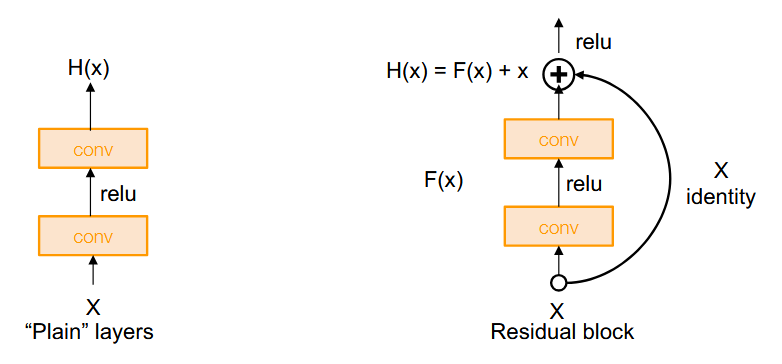 H(x)
conv
relu
conv
X
“Plain” layers
relu
H(x) = F(x) + x
conv
F(x)
relu
conv
X
identity
X
Residual block